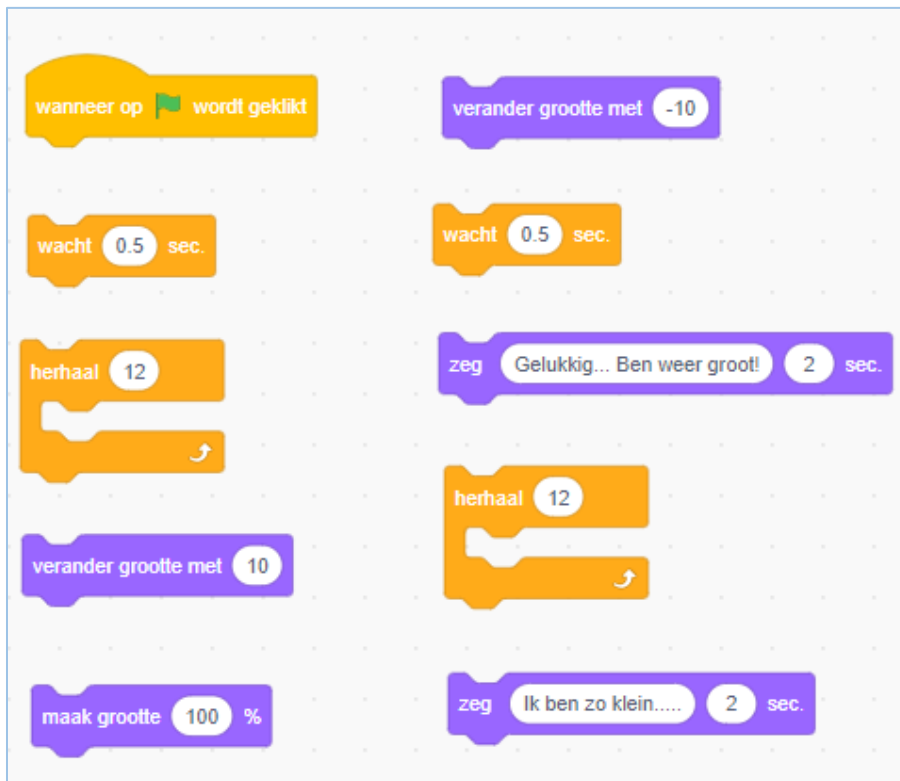 wanneer op wordt geklikt
wacht 0.5 sec.
herhaal 12
verander grootte met 10
maak grootte 100 %
verander grootte met -10
wacht 0.5 sec.
zeg Gelukkig... Ben weer groot! 2 sec.
herhaal 12
zeg Ik ben zo klein..... 2 sec.